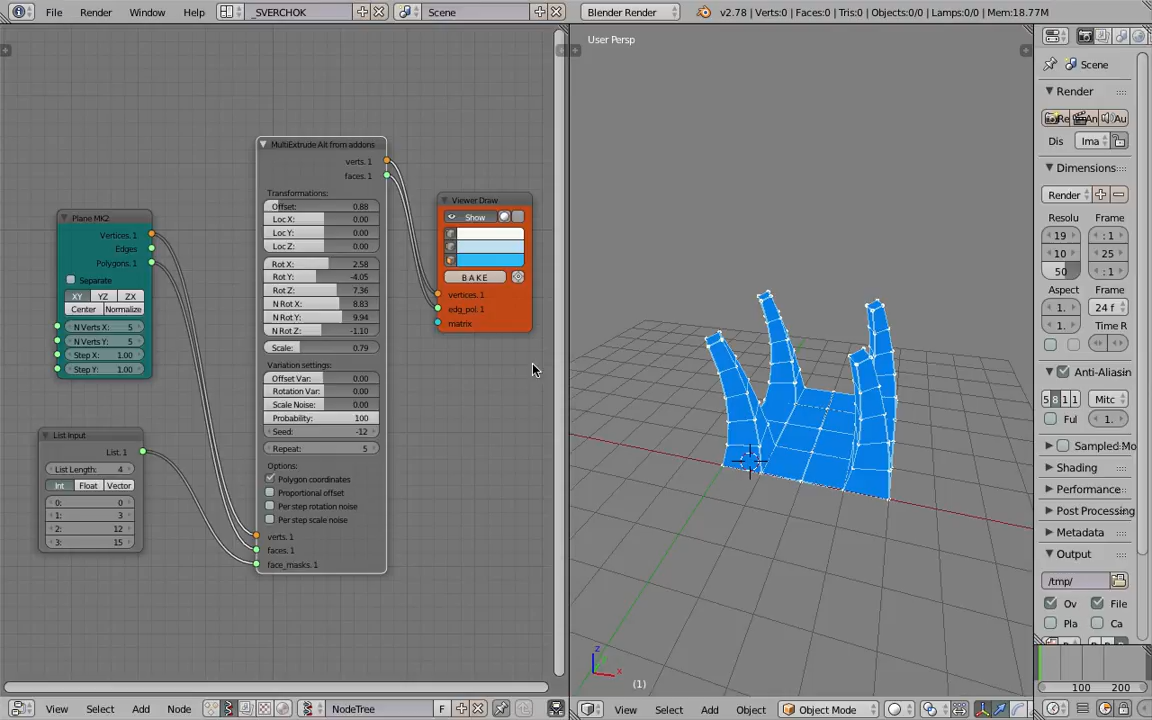 File Render Window Help _SVERCHOK Scene Blender Render v2.78 | Verts:0 | Faces:0 | Tris:0 | Objects:0/0 | Lamps:0/0 | Mem:18.77M
User Persp
Scene
Render
Re An Au
Dis Ima
Dimensions
Render
Resolu Frame
19 : 1
10 25
50 : 1
Aspect Frame
1. 24 f
1. Time R
Anti-Aliasin
5 8 1 1 Mitc
Ful 1.
Sampled Mo
Shading
Performance
Post Processing
Metadata
Output
/tmp/
Ov File
Pla Ca
100 200
Plane MK2
Vertices. 1
Edges
Polygons. 1
Separate
XY YZ ZX
Center Normalize
N Verts X: 5
N Verts Y: 5
Step X: 1.00
Step Y: 1.00
List Input
List. 1
List Length: 4
Int Float Vector
0: 0
1: 3
2: 12
3: 15
MultiExtrude Alt from addons
verts. 1
faces. 1
Transformations:
Offset: 0.88
Loc X: 0.00
Loc Y: 0.00
Loc Z: 0.00
Rot X: 2.58
Rot Y: -4.05
Rot Z: 7.36
N Rot X: 8.83
N Rot Y: 9.94
N Rot Z: -1.10
Scale: 0.79
Variation settings:
Offset Var: 0.00
Rotation Var: 0.00
Scale Noise: 0.00
Probability: 100
Seed: -12
Repeat: 5
Options:
Polygon coordinates
Proportional offset
Per step rotation noise
Per step scale noise
verts. 1
faces. 1
face_masks. 1
Viewer Draw
Show
BAKE
vertices. 1
edg_pol. 1
matrix
z
x
(1)
View Select Add Node NodeTree F
View Select Add Object Object Mode